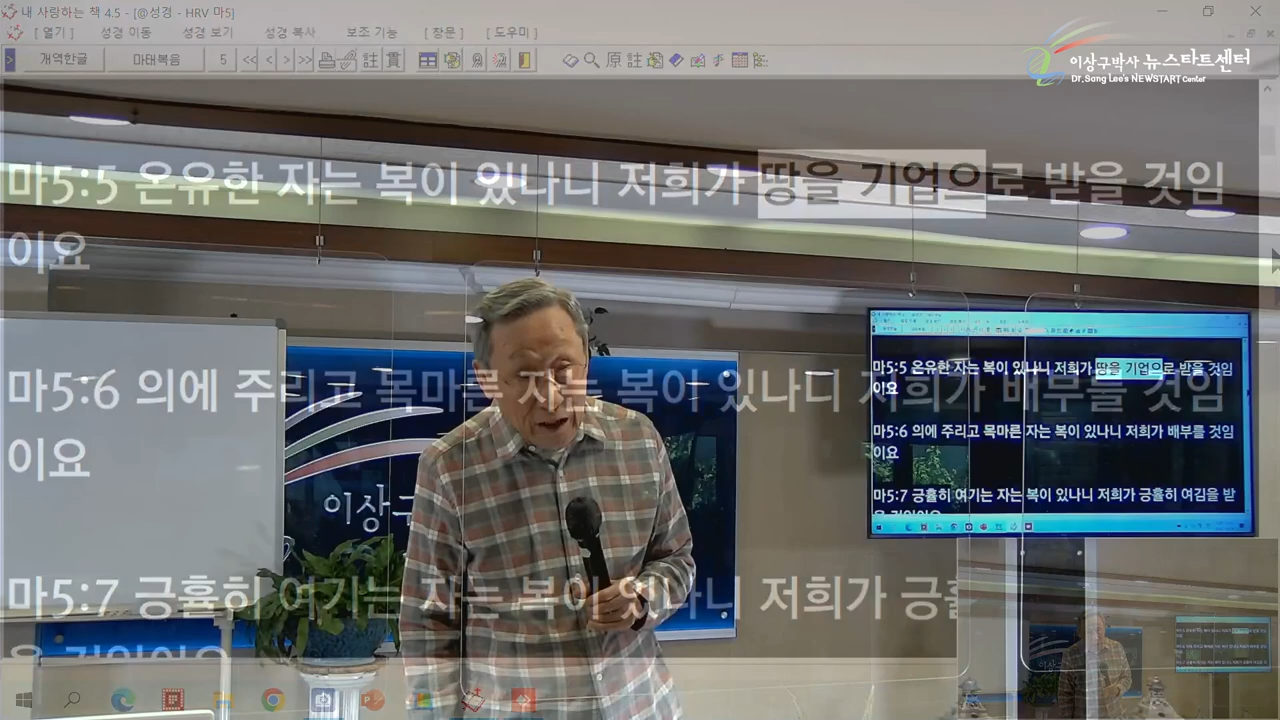 내 사랑하는 책 4.5 - [@성경 - HRV 마5]
[ 열기 ] 성경 이동 성경 보기 성경 복사 보조 기능 [ 창문 ] [ 도우미 ]
개역한글 마태복음 5 << < > >> 註 貫 原 註
이상구박사 뉴스타트센터
Dr. Sang Lee's NEWSTART Center
마5:5 온유한 자는 복이 있나니 저희가 땅을 기업으로 받을 것임
이요
마5:6 의에 주리고 목마른 자는 복이 있나니 저희가 배부를 것임
이요
마5:7 긍휼히 여기는 자는 복이 있나니 저희가 긍휼
이상구
마5:5 온유한 자는 복이 있나니 저희가 땅을 기업으로 받을 것임
이요
마5:6 의에 주리고 목마른 자는 복이 있나니 저희가 배부를 것임
이요
마5:7 긍휼히 여기는 자는 복이 있나니 저희가 긍휼히 여김을 받